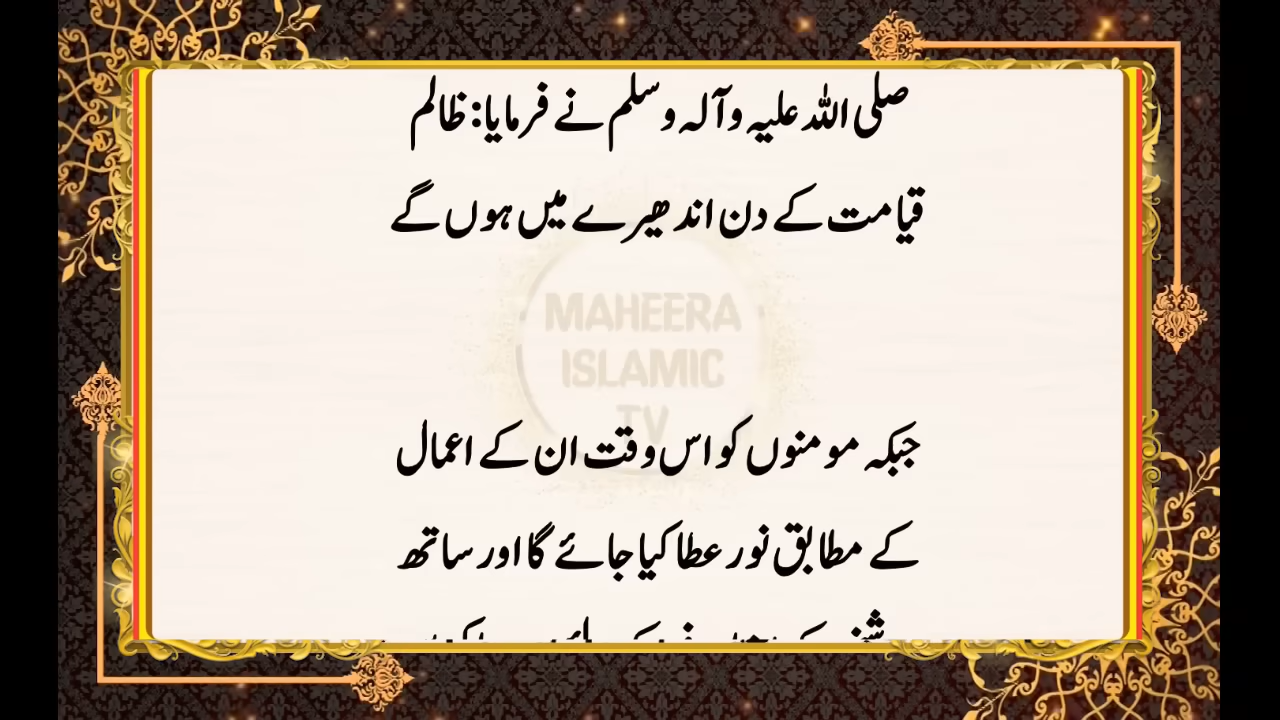 صلی اللہ علیہ وآلہ وسلم نے فرمایا: ظالم
قیامت کے دن اندھیرے میں ہوں گے
MAHEERA
ISLAMIC
TV
جبکہ مومنوں کو اس وقت ان کے اعمال
کے مطابق نور عطا کیا جائے گا اور ساتھ